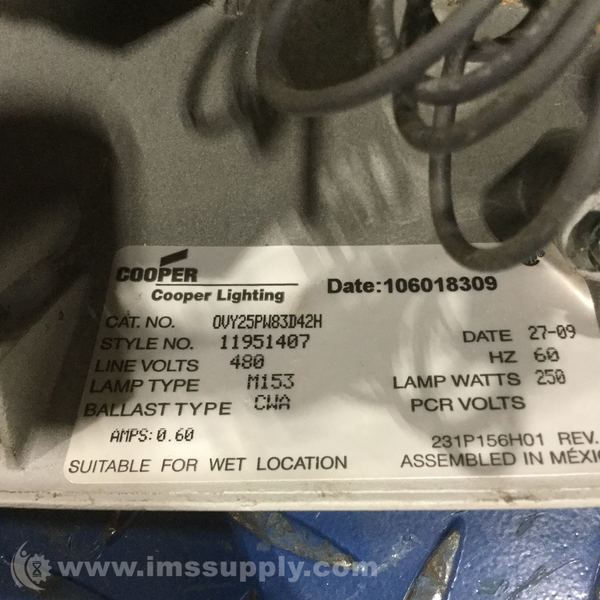 COOPER
Cooper Lighting
Date:106018309
CAT. NO. OVY25PW83D42H
STYLE NO. 11951407
DATE 27-09
LINE VOLTS 480
HZ 60
LAMP TYPE M153
LAMP WATTS 250
BALLAST TYPE CWA
PCR VOLTS
AMPS: 0.60
231P156H01 REV.
SUITABLE FOR WET LOCATION
ASSEMBLED IN MÉXIC
www.imssupply.com